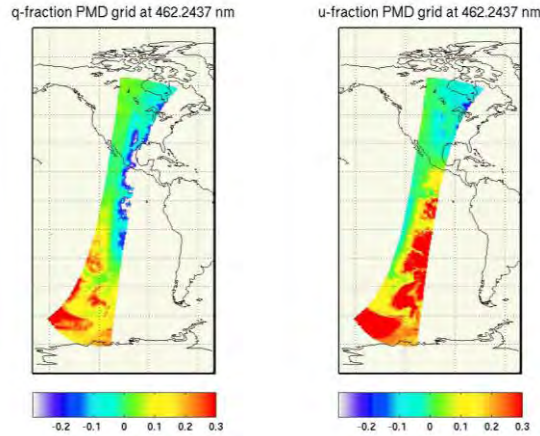 q-fraction PMD grid at 462.2437 nm
u-fraction PMD grid at 462.2437 nm
-0.2 -0.1 0 0.1 0.2 0.3
-0.2 -0.1 0 0.1 0.2 0.3